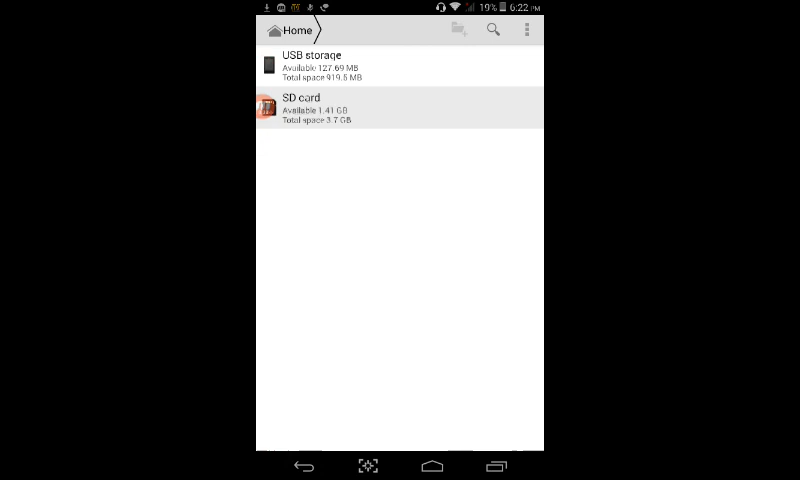 19% 6:22 PM
Home
USB storage
Available 127.69 MB
Total space 919.5 MB
SD card
Available 1.41 GB
Total space 3.7 GB